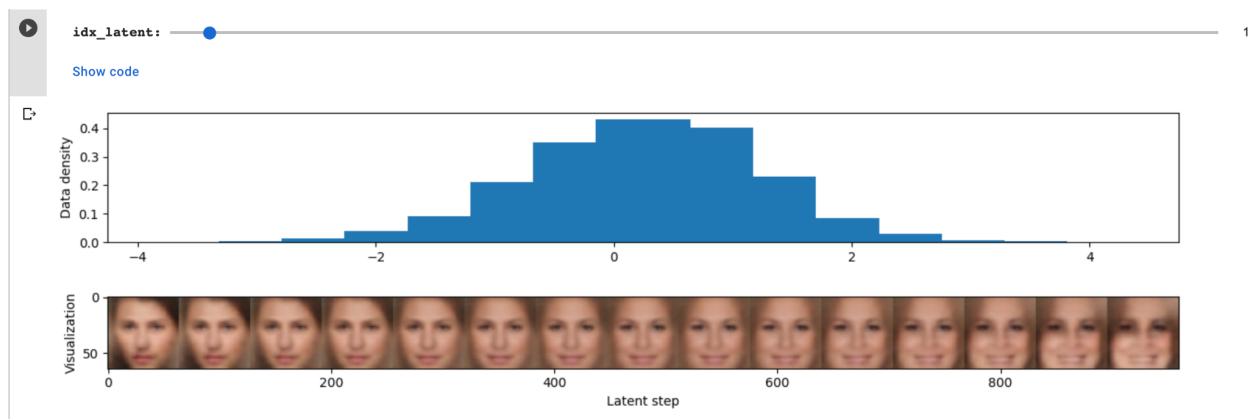 idx_latent: 1
Show code
Data density
0.4
0.3
0.2
0.1
0.0
−4 −2 0 2 4
Visualization
0
50
0 200 400 600 800
Latent step